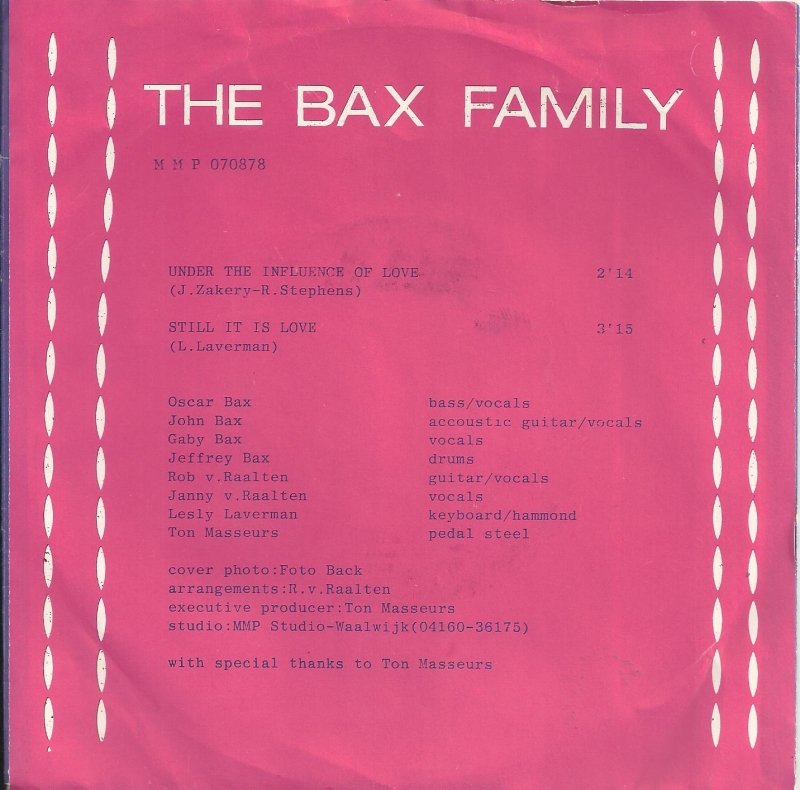 THE BAX FAMILY
M M P 070878
UNDER THE INFLUENCE OF LOVE 2'14
(J.Zakery-R.Stephens)
STILL IT IS LOVE 3'15
(L.Laverman)
Oscar Bax bass/vocals
John Bax accoustic guitar/vocals
Gaby Bax vocals
Jeffrey Bax drums
Rob v.Raalten guitar/vocals
Janny v.Raalten vocals
Lesly Laverman keyboard/hammond
Ton Masseurs pedal steel
cover photo:Foto Back
arrangements:R.v.Raalten
executive producer:Ton Masseurs
studio:MMP Studio-Waalwijk(04160-36175)
with special thanks to Ton Masseurs